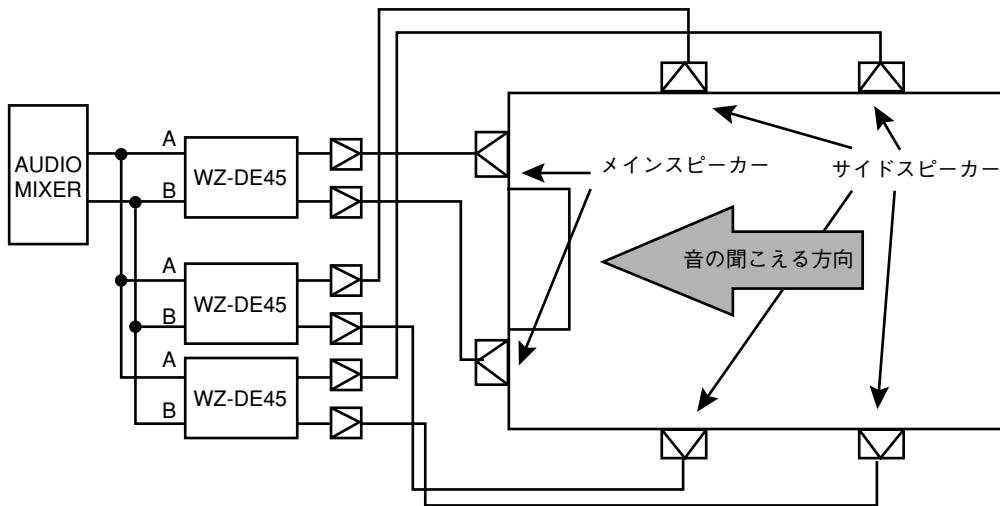 AUDIO
MIXER
A
B
WZ-DE45
A
B
WZ-DE45
A
B
WZ-DE45
メインスピーカー
サイドスピーカー
音の聞こえる方向